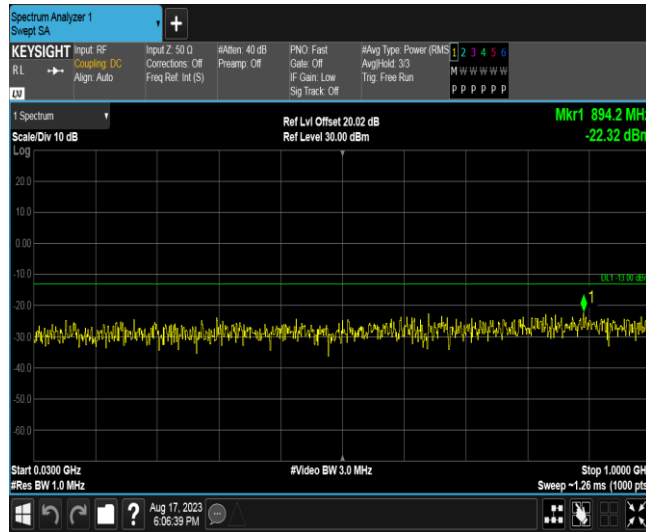 Spectrum Analyzer 1
Swept SA
+
KEYSIGHT
RL
LXI
Input: RF
Coupling: DC
Align: Auto
Input Z: 50 Ω
Corrections: Off
Freq Ref: Int (S)
#Atten: 40 dB
Preamp: Off
PNO: Fast
Gate: Off
IF Gain: Low
Sig Track: Off
#Avg Type: Power (RMS
Avg|Hold: 3/3
Trig: Free Run
1 2 3 4 5 6
M W W W W W
P P P P P P
1 Spectrum
Scale/Div 10 dB
Ref Lvl Offset 20.02 dB
Ref Level 30.00 dBm
Mkr1 894.2 MHz
-22.32 dBm
Log
20.0
10.0
0.00
-10.0
DL1 -13.00 dBm
1
-20.0
-30.0
-40.0
-50.0
-60.0
Start 0.0300 GHz
#Res BW 1.0 MHz
#Video BW 3.0 MHz
Stop 1.0000 GH
Sweep ~1.26 ms (1000 pts
?
Aug 17, 2023
6:06:39 PM